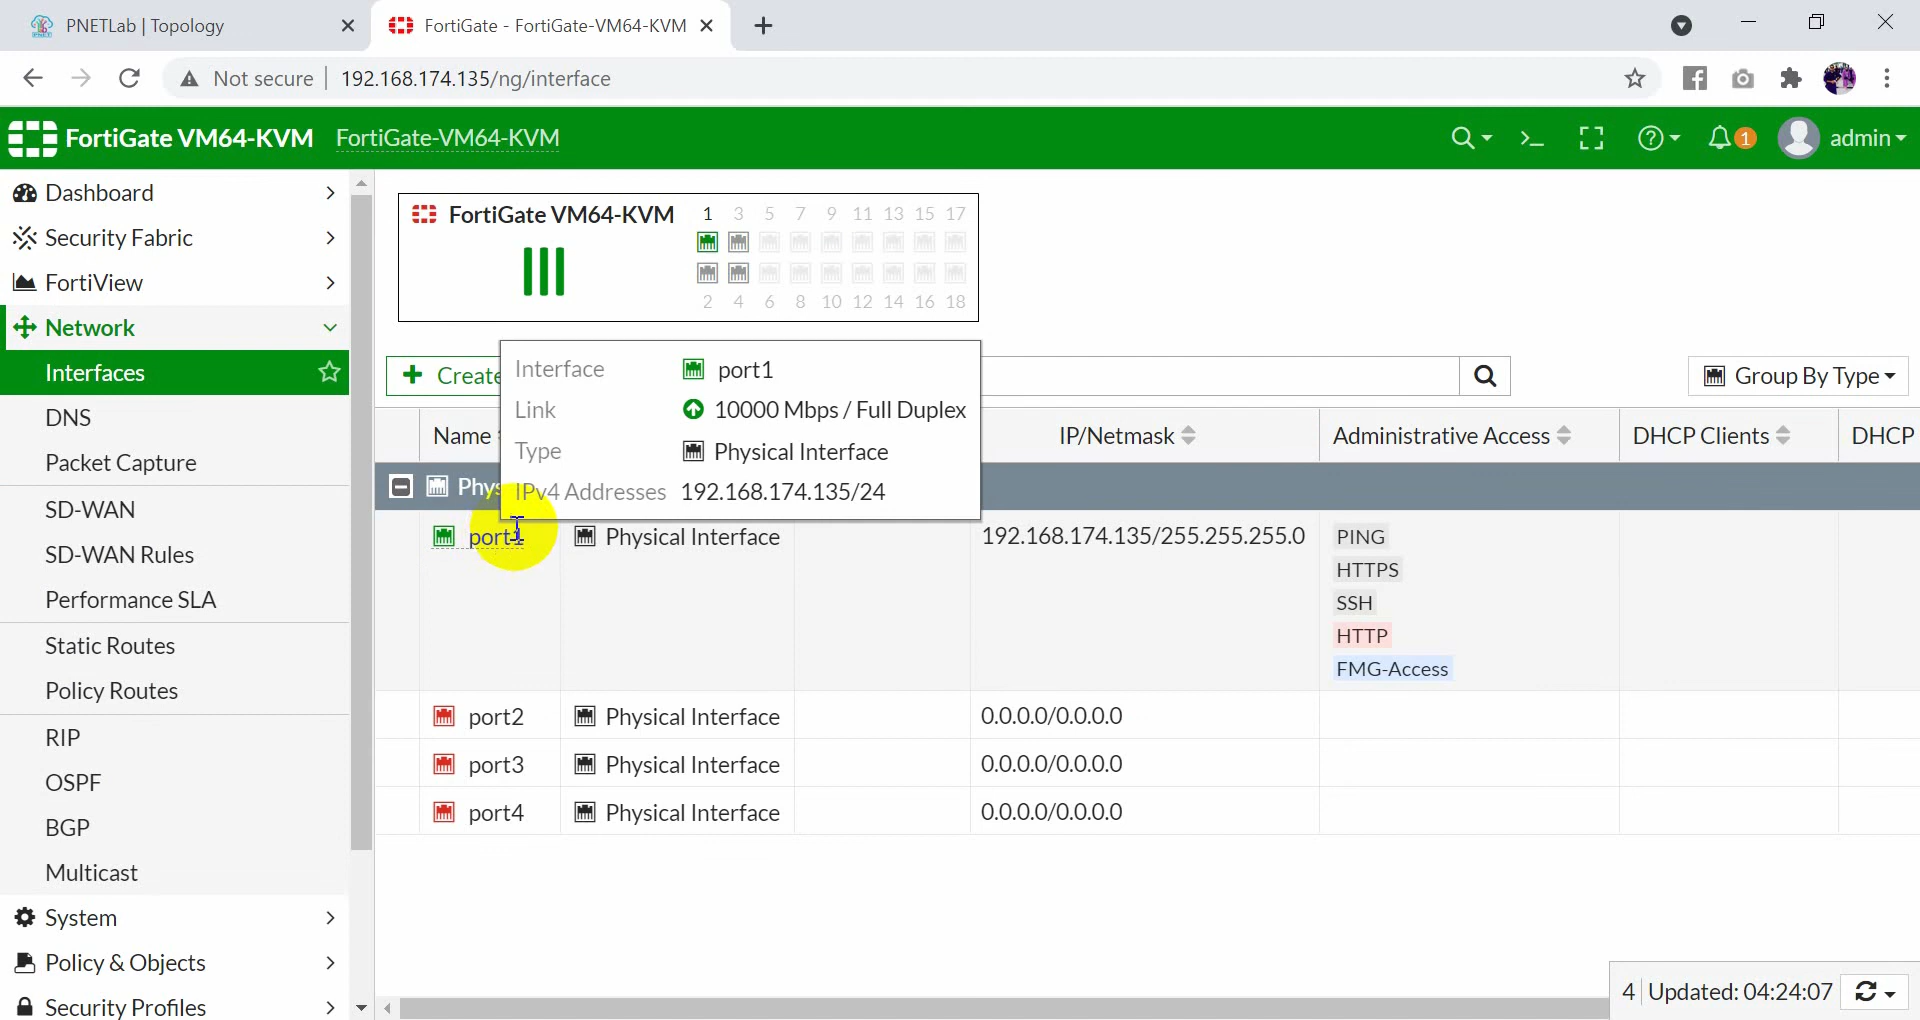 PNETLab | Topology
FortiGate - FortiGate-VM64-KVM
Not secure | 192.168.174.135/ng/interface
FortiGate VM64-KVM FortiGate-VM64-KVM
1
admin
Dashboard
Security Fabric
FortiView
Network
Interfaces
DNS
Packet Capture
SD-WAN
SD-WAN Rules
Performance SLA
Static Routes
Policy Routes
RIP
OSPF
BGP
Multicast
System
Policy & Objects
Security Profiles
FortiGate VM64-KVM
1 3 5 7 9 11 13 15 17
2 4 6 8 10 12 14 16 18
Create
Group By Type
Interface port1
Link 10000 Mbps / Full Duplex
Type Physical Interface
IPv4 Addresses 192.168.174.135/24
Name IP/Netmask Administrative Access DHCP Clients DHCP
Phys
port1 Physical Interface 192.168.174.135/255.255.255.0 PING
HTTPS
SSH
HTTP
FMG-Access
port2 Physical Interface 0.0.0.0/0.0.0.0
port3 Physical Interface 0.0.0.0/0.0.0.0
port4 Physical Interface 0.0.0.0/0.0.0.0
4 Updated: 04:24:07